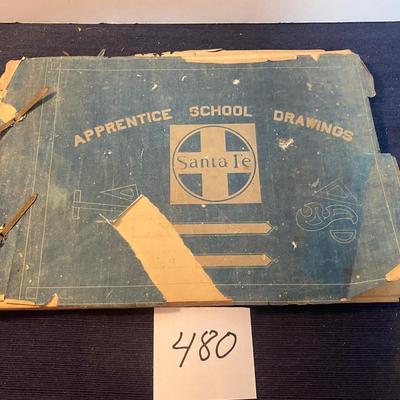 APPRENTICE SCHOOL DRAWINGS
Santa Fe
480